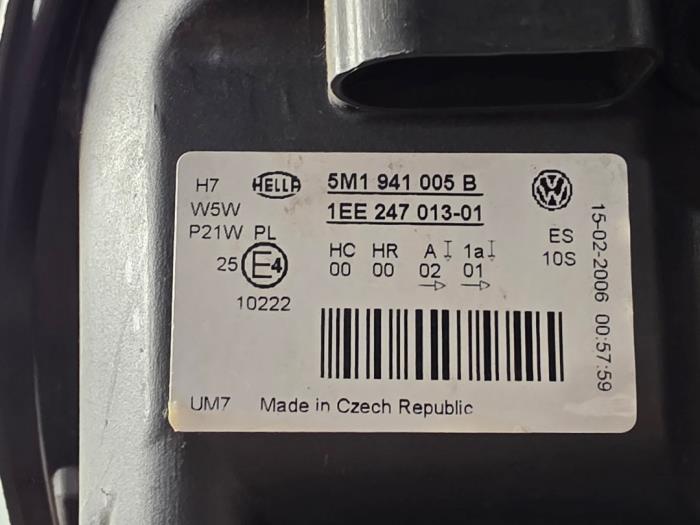 H7 HELLA 5M1 941 005 B
W5W 1EE 247 013-01
P21W PL
HC HR A 1a
00 00 02 01
→ →
25 E4
10222
VW
ES
10S
15-02-2006 00:57:59
UM7 Made in Czech Republic